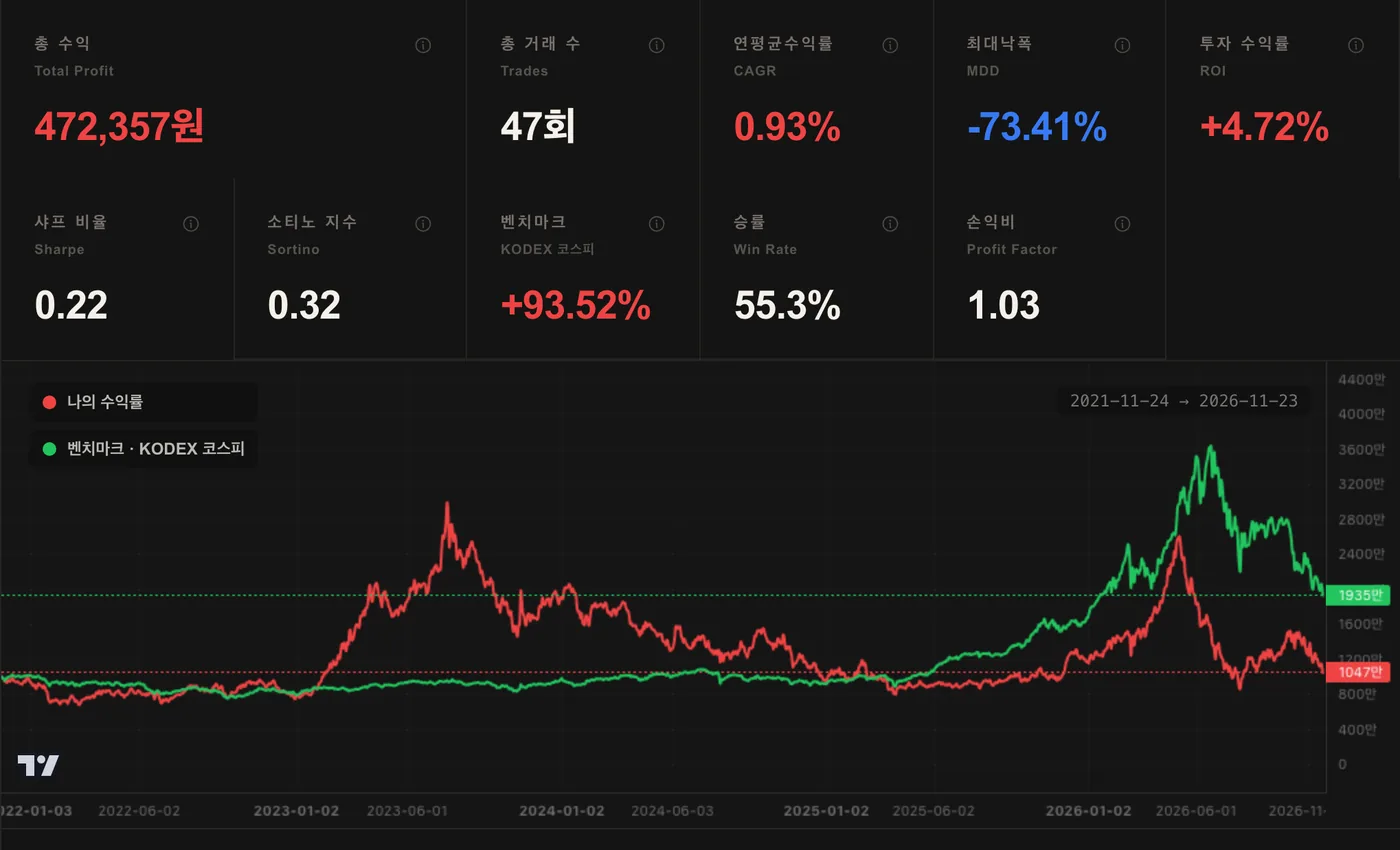 총 수익
Total Profit
472,357원
총 거래 수
Trades
47회
연평균수익률
CAGR
0.93%
최대낙폭
MDD
-73.41%
투자 수익률
ROI
+4.72%
샤프 비율
Sharpe
0.22
소티노 지수
Sortino
0.32
벤치마크
KODEX 코스피
+93.52%
승률
Win Rate
55.3%
손익비
Profit Factor
1.03
나의 수익률
벤치마크 · KODEX 코스피
2021-11-24 → 2026-11-23
4400만
4000만
3600만
3200만
2800만
2400만
1935만
1600만
1200만
1047만
800만
400만
0
22-01-03
2022-06-02
2023-01-02
2023-06-01
2024-01-02
2024-06-03
2025-01-02
2025-06-02
2026-01-02
2026-06-01
2026-11-